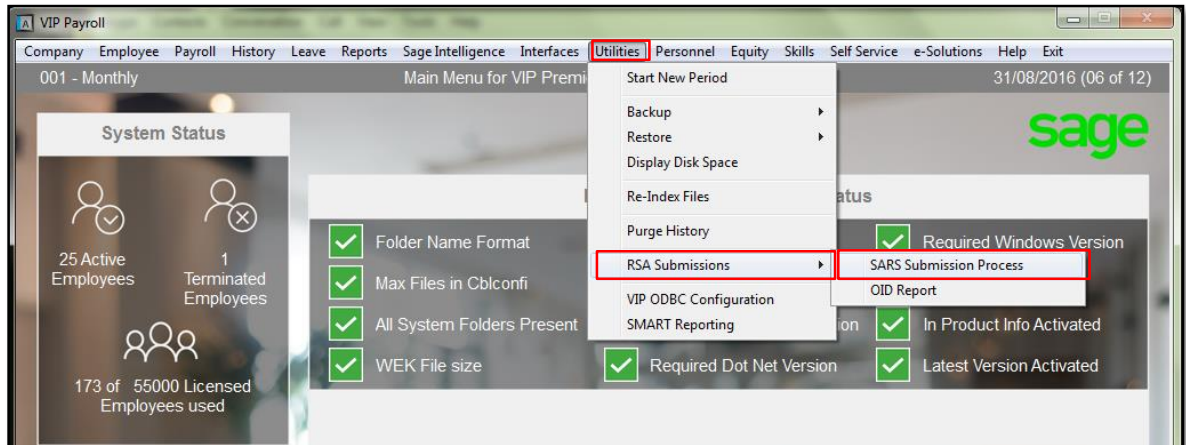 VIP Payroll
Company Employee Payroll History Leave Reports Sage Intelligence Interfaces Utilities Personnel Equity Skills Self Service e-Solutions Help Exit
001 - Monthly
Main Menu for VIP Premi
31/08/2016 (06 of 12)
System Status
25 Active
Employees
1
Terminated
Employees
173 of 55000 Licensed
Employees used
sage
atus
Folder Name Format
Max Files in Cblconfi
All System Folders Present
WEK File size
Required Dot Net Version
ion
Required Windows Version
In Product Info Activated
Latest Version Activated
Start New Period
Backup
Restore
Display Disk Space
Re-Index Files
Purge History
RSA Submissions
VIP ODBC Configuration
SMART Reporting
SARS Submission Process
OID Report